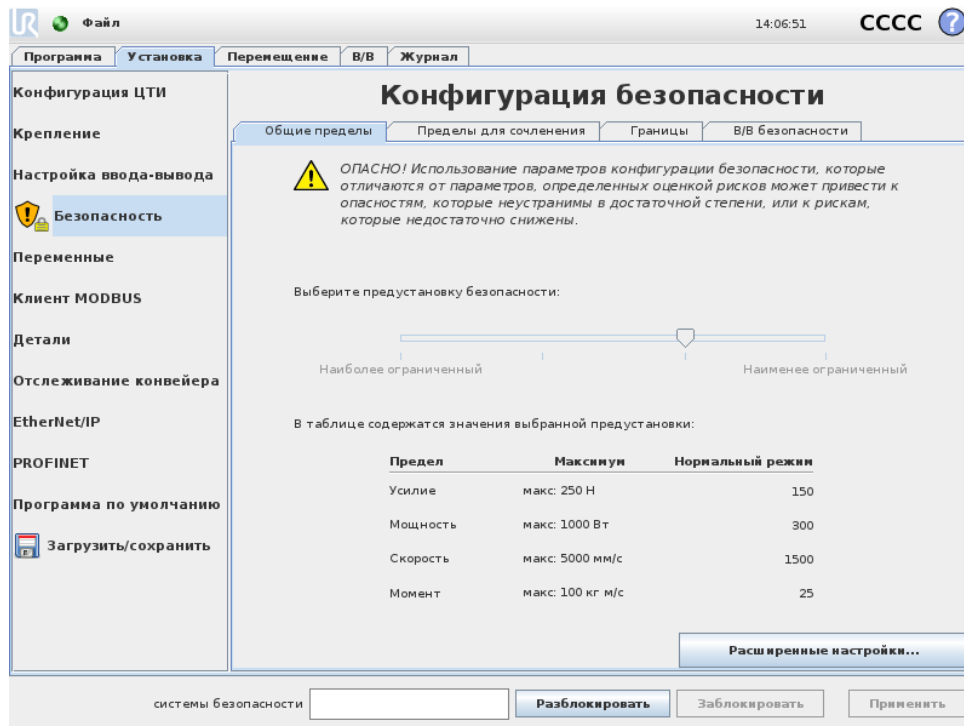 UR Файл 14:06:51 CCCC ?
Программа Установка Перемещение В/В Журнал
Конфигурация ЦТИ
Крепление
Настройка ввода-вывода
Безопасность
Переменные
Клиент MODBUS
Детали
Отслеживание конвейера
EtherNet/IP
PROFINET
Программа по умолчанию
Загрузить/сохранить
Конфигурация безопасности
Общие пределы Пределы для сочленения Границы В/В безопасности
ОПАСНО! Использование параметров конфигурации безопасности, которые
отличаются от параметров, определенных оценкой рисков может привести к
опасностям, которые неустранимы в достаточной степени, или к рискам,
которые недостаточно снижены.
Выберите предустановку безопасности:
Наиболее ограниченный Наименее ограниченный
В таблице содержатся значения выбранной предустановки:
Предел Максимум Нормальный режим
Усилие макс: 250 Н 150
Мощность макс: 1000 Вт 300
Скорость макс: 5000 мм/с 1500
Момент макс: 100 кг м/с 25
Расширенные настройки...
системы безопасности Разблокировать Заблокировать Применить